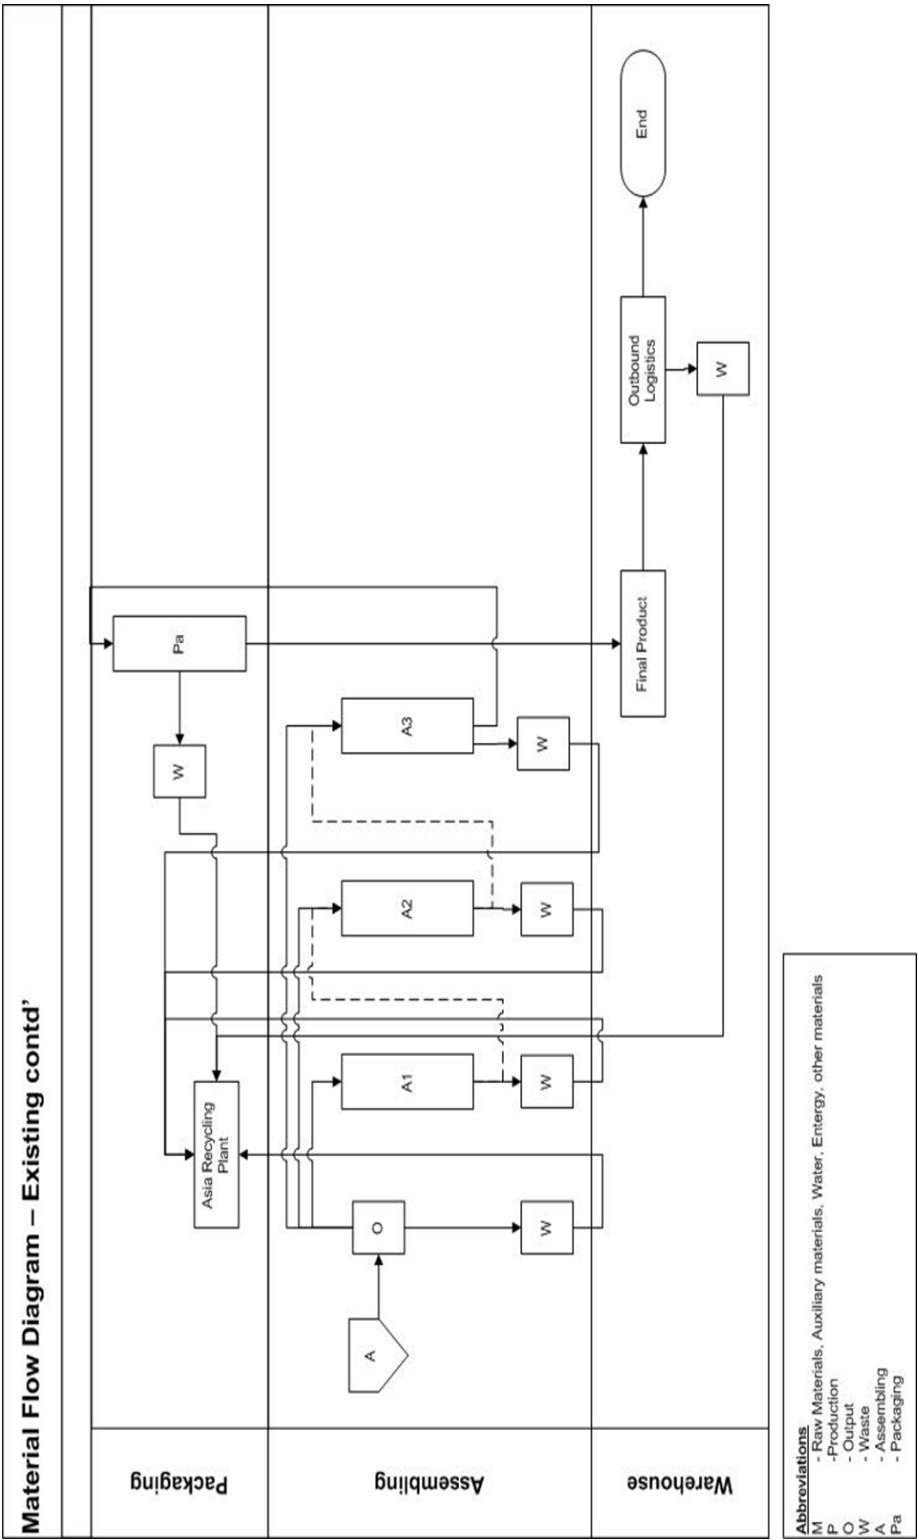 Material Flow Diagram – Existing contd'
Packaging
Asia Recycling
Plant
W
Pa
Assembling
A
O
W
A1
W
A2
W
A3
W
Warehouse
Final Product
Outbound
Logistics
W
End
Abbreviations
M - Raw Materials, Auxiliary materials, Water, Entergy, other materials
P -Production
O - Output
W - Waste
A - Assembling
Pa - Packaging